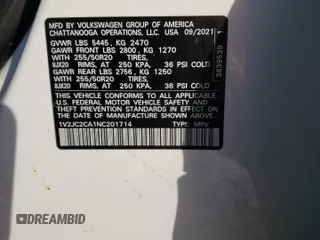 MFD BY VOLKSWAGEN GROUP OF AMERICA
CHATTANOOGA OPERATIONS, LLC. USA 09/2021
GVWR LBS 5445, KG 2470
GAWR FRONT LBS 2800, KG 1270
WITH 255/50R20 TIRES,
8JX20 RIMS, AT 250 KPA, 36 PSI COLD
GAWR REAR LBS 2756, KG 1250
WITH 255/50R20 TIRES,
8JX20 RIMS, AT 250 KPA, 36 PSI COLD
THIS VEHICLE CONFORMS TO ALL APPLICABLE
FEDERAL MOTOR VEHICLE SAFETY, BUMPER, AND
THEFT PREVENTION STANDARDS IN EFFECT ON THE
DATE OF MANUFACTURE SHOWN ABOVE.
1V2JC2CA1NC201714 TYPE: MPV
3839539
DREAMBID